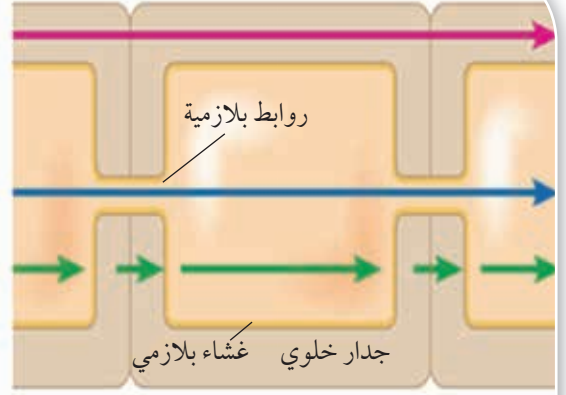 روابط بلازمية
جدار خلوي
غشاء بلازمي